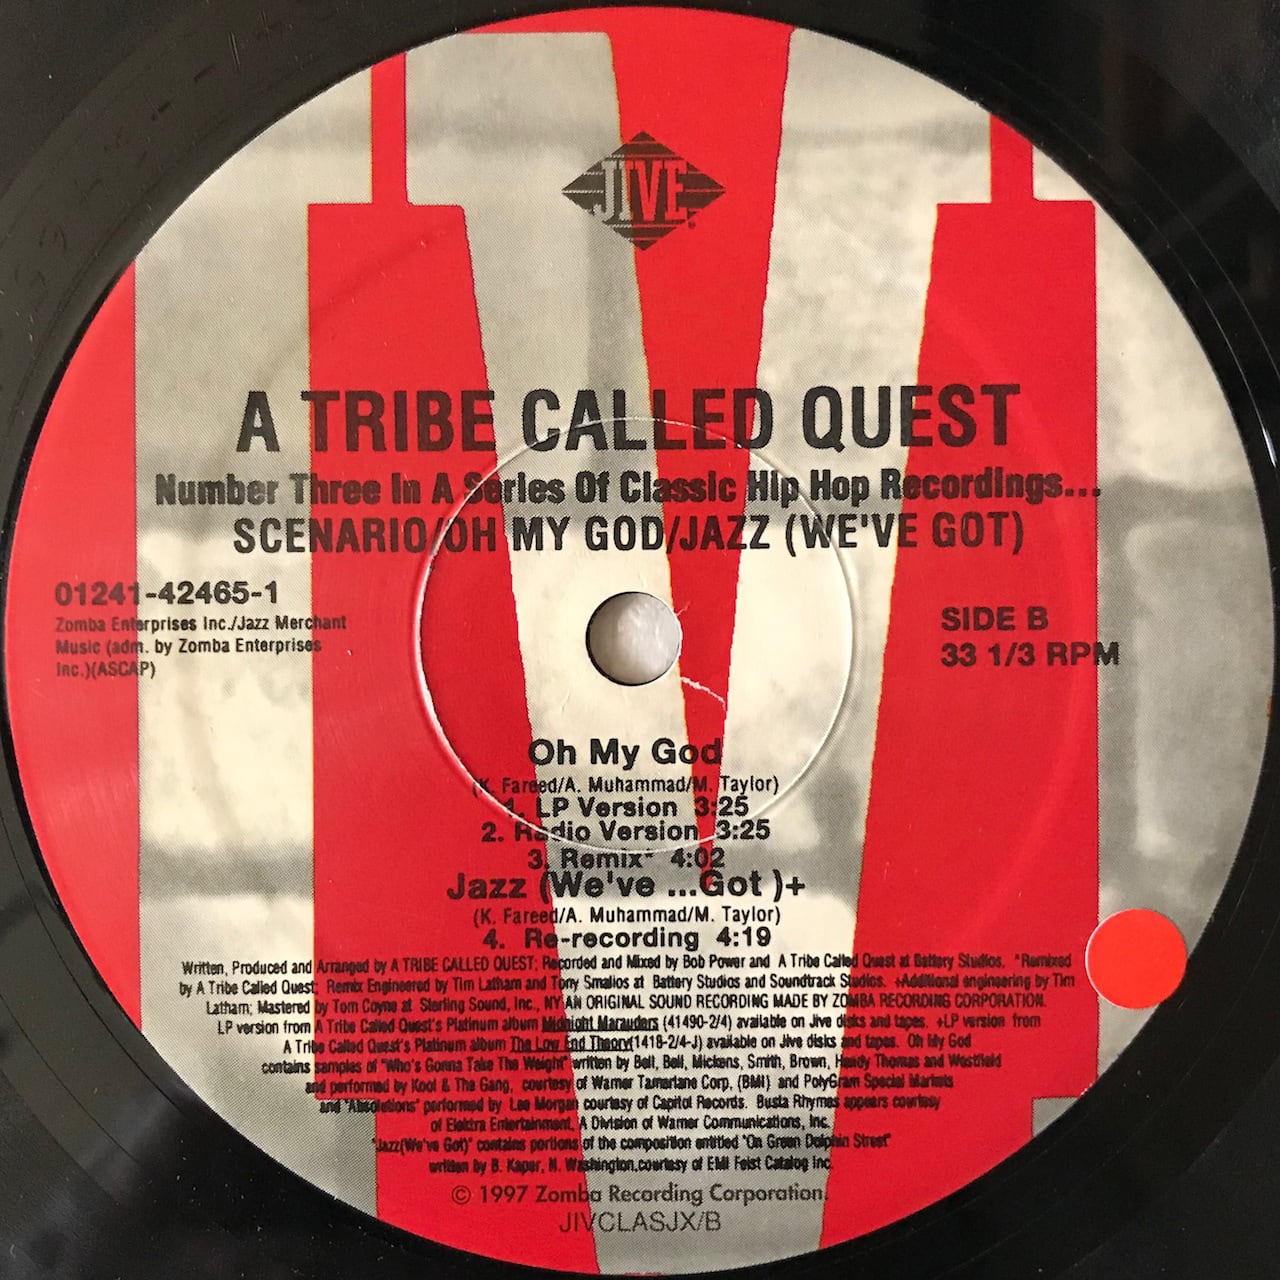 JIVE
A TRIBE CALLED QUEST
Number Three In A Series Of Classic Hip Hop Recordings...
SCENARIO/OH MY GOD/JAZZ (WE'VE GOT)
01241-42465-1
Zomba Enterprises Inc./Jazz Merchant
Music (adm. by Zomba Enterprises
Inc.)(ASCAP)
SIDE B
33 1/3 RPM
Oh My God
(K. Fareed/A. Muhammad/M. Taylor)
1. LP Version 3:25
2. Radio Version 3:25
3. Remix* 4:02
Jazz (We've ...Got )+
(K. Fareed/A. Muhammad/M. Taylor)
4. Re-recording 4:19
Written, Produced and Arranged by A TRIBE CALLED QUEST; Recorded and Mixed by Bob Power and A Tribe Called Quest at Battery Studios. *Remixed
by A Tribe Called Quest; Remix Engineered by Tim Latham and Tony Smalios at Battery Studios and Soundtrack Studios. +Additional engineering by Tim
Latham; Mastered by Tom Coyne at Sterling Sound, Inc., NY AN ORIGINAL SOUND RECORDING MADE BY ZOMBA RECORDING CORPORATION.
LP version from A Tribe Called Quest's Platinum album Midnight Marauders (41490-2/4) available on Jive disks and tapes. +LP version from
A Tribe Called Quest's Platinum album The Low End Theory(1418-2/4-J) available on Jive disks and tapes. Oh My God
contains samples of "Who's Gonna Take The Weight" written by Bell, Bell, Mickens, Smith, Brown, Handy Thomas and Westfield
and performed by Kool & The Gang, courtesy of Warner Tamerlane Corp, (BMI) and PolyGram Special Markets
and "Absolutions" performed by Lee Morgan courtesy of Capitol Records. Busta Rhymes appears courtesy
of Elektra Entertainment, A Division of Warner Communications, Inc.
"Jazz(We've Got)" contains portions of the composition entitled "On Green Dolphin Street"
written by B. Kaper, N. Washington,courtesy of EMI Feist Catalog Inc.
© 1997 Zomba Recording Corporation.
JIVCLASJX/B